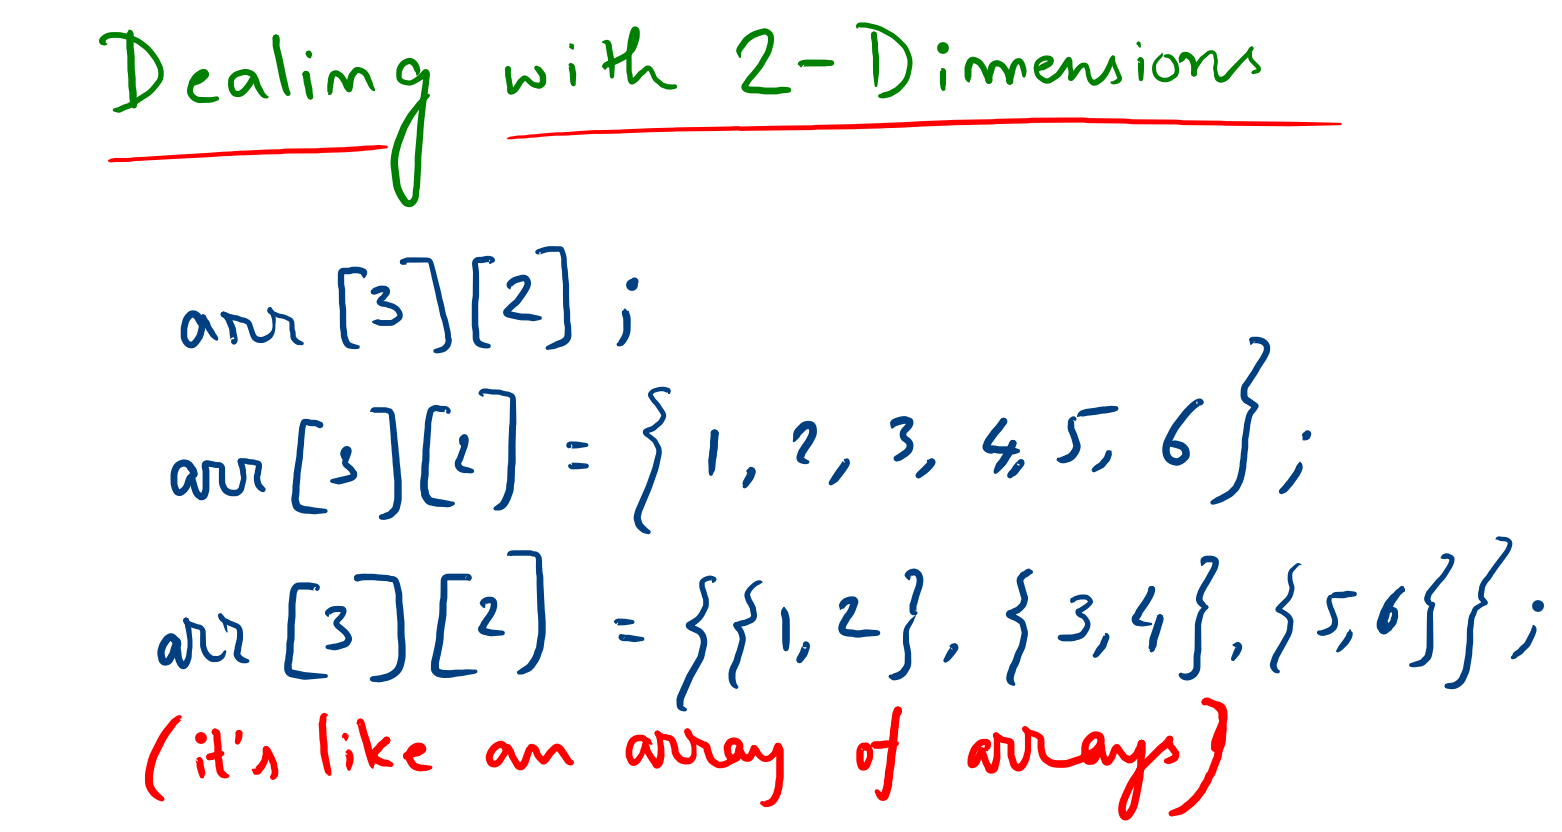 Dealing with 2-Dimensions
arr [3][2] ;
arr [3][2] = { 1, 2, 3, 4, 5, 6 };
arr [3][2] = {{1,2}, {3,4}, {5,6}};
(it's like an array of arrays)